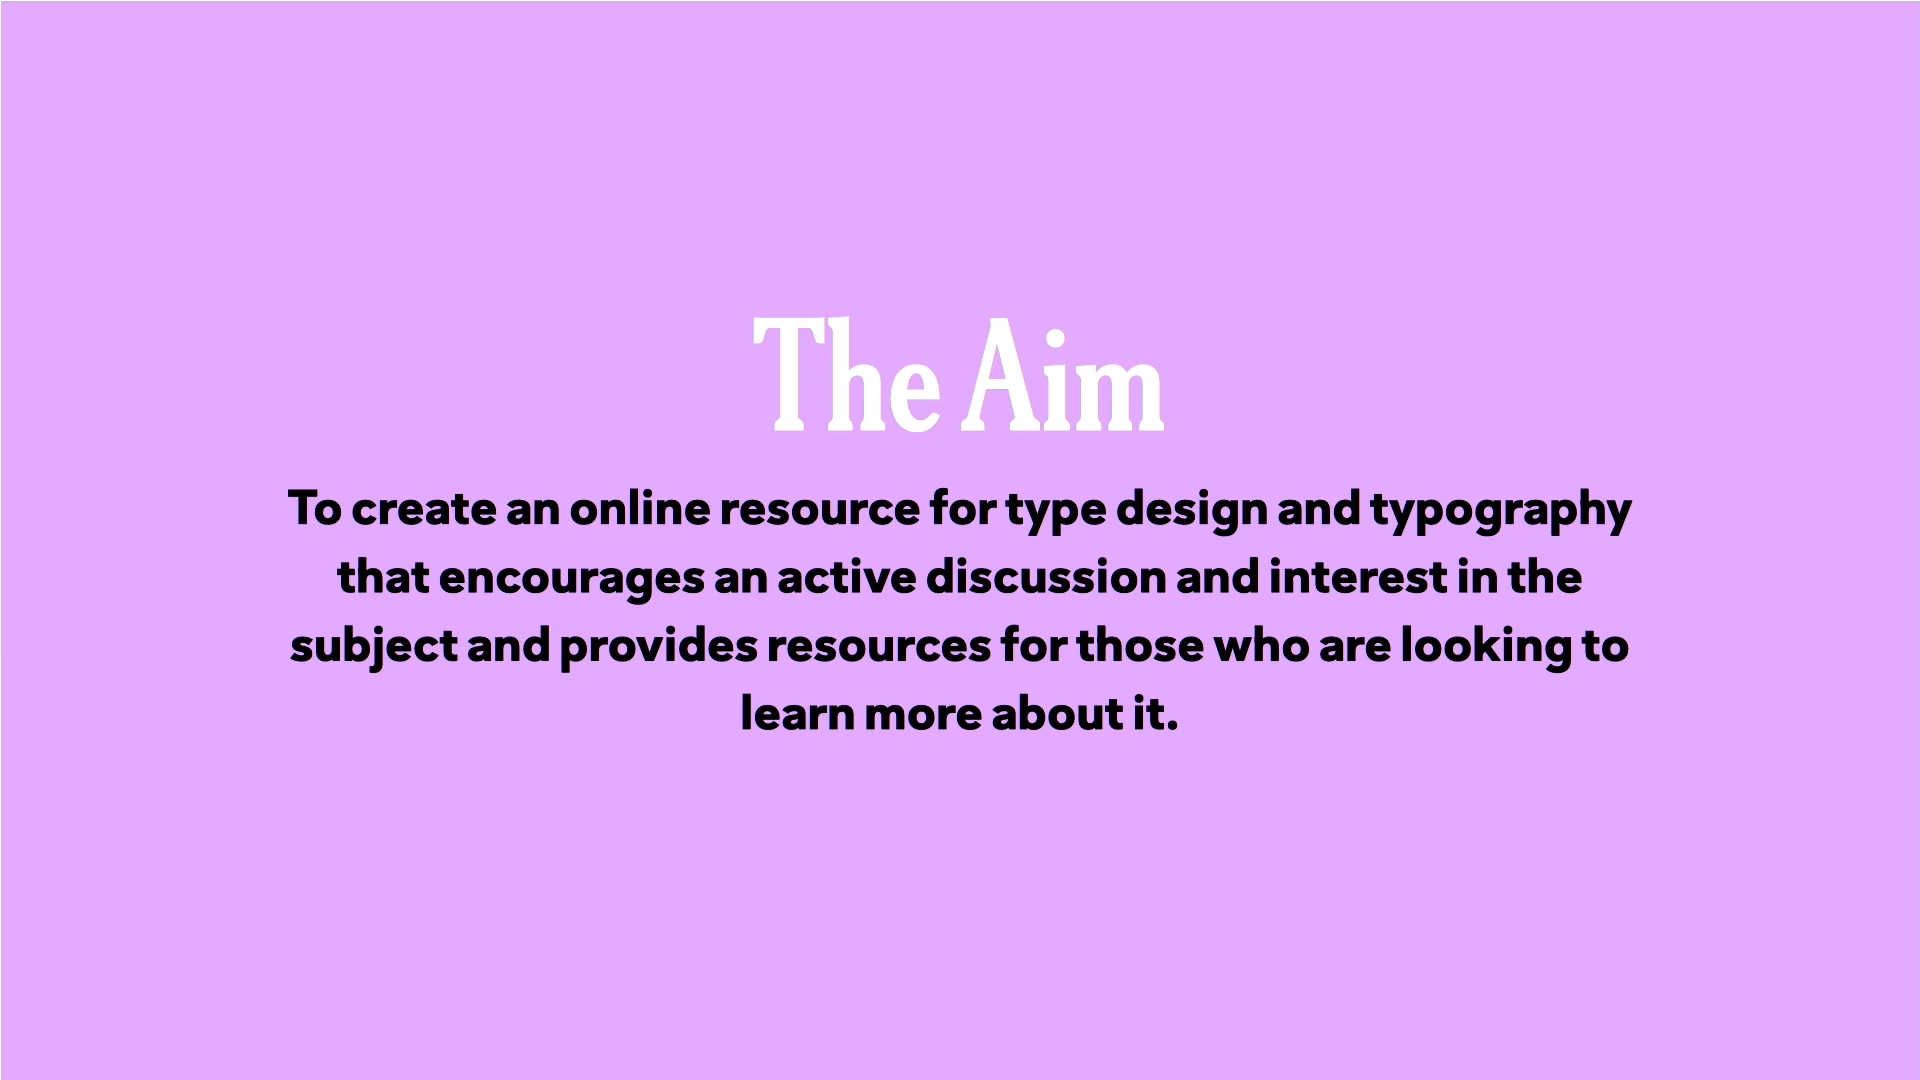 The Aim
To create an online resource for type design and typography
that encourages an active discussion and interest in the
subject and provides resources for those who are looking to
learn more about it.